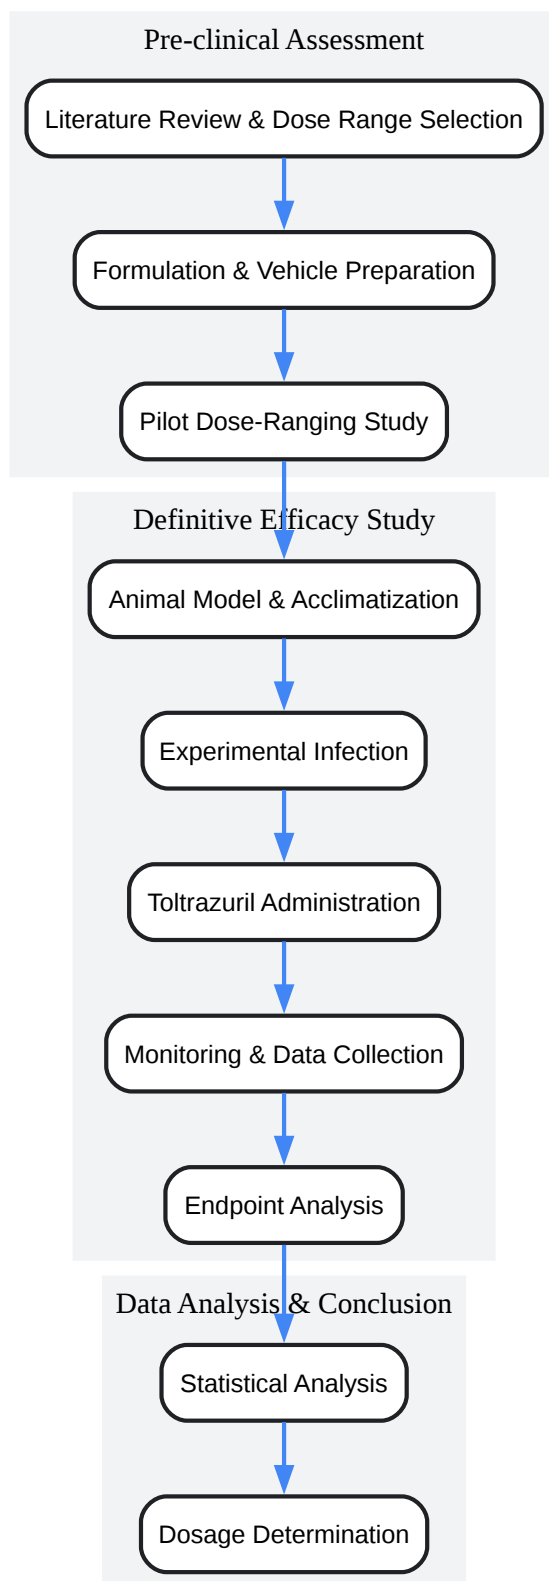 Pre-clinical Assessment
Literature Review & Dose Range Selection
Formulation & Vehicle Preparation
Pilot Dose-Ranging Study
Definitive Efficacy Study
Animal Model & Acclimatization
Experimental Infection
Toltrazuril Administration
Monitoring & Data Collection
Endpoint Analysis
Data Analysis & Conclusion
Statistical Analysis
Dosage Determination